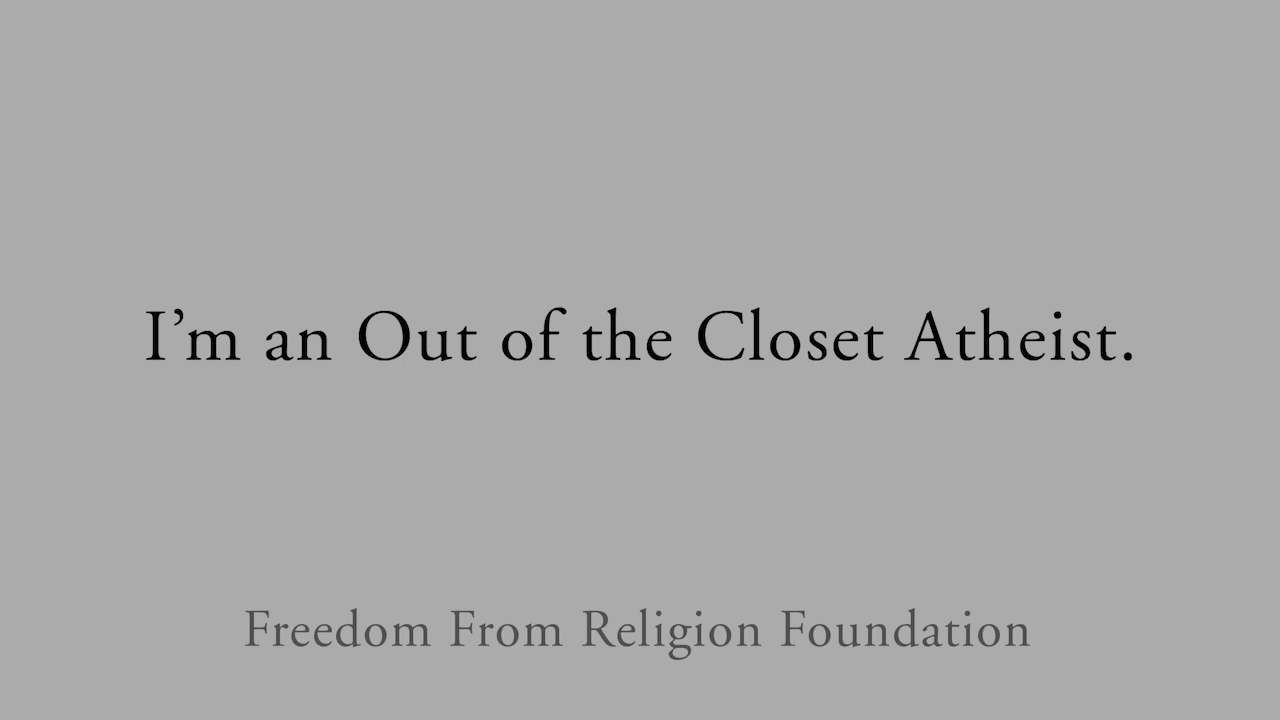 I’m an Out of the Closet Atheist.
Freedom From Religion Foundation